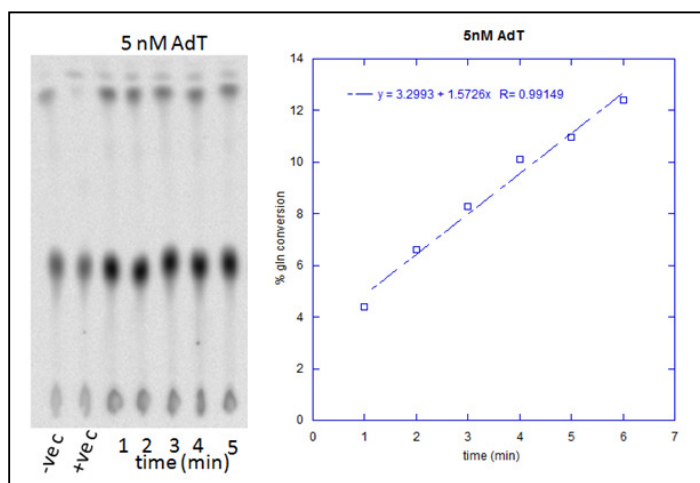 5 nM AdT
-vec
+vec
1 2 3 4 5
time (min)
5nM AdT
y = 3.2993 + 1.5726x R= 0.99149
% gln conversion
14
12
10
8
6
4
2
0
0 1 2 3 4 5 6 7
time (min)